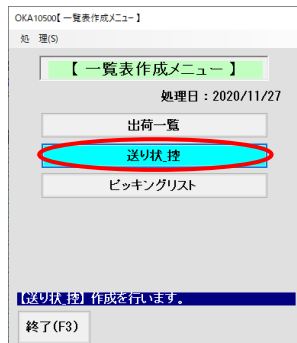 OKA10500【 一覧表作成メニュー 】
処　理(S)
【 一覧表作成メニュー 】
処理日：2020/11/27
出荷一覧
送り状_控
ピッキングリスト
【送り状_控】作成を行います。
終了(F3)